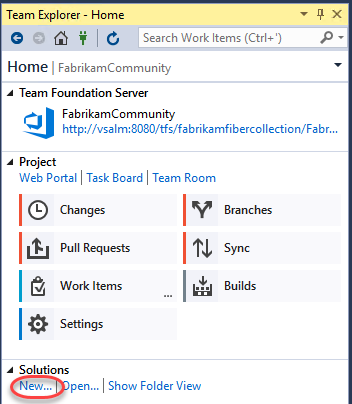 Team Explorer - Home
Search Work Items (Ctrl+')
Home | FabrikamCommunity
Team Foundation Server
FabrikamCommunity
http://vsalm:8080/tfs/fabrikamfibercollection/Fabr...
Project
Web Portal | Task Board | Team Room
Changes
Branches
Pull Requests
Sync
Work Items ...
Builds
Settings
Solutions
New... | Open... | Show Folder View